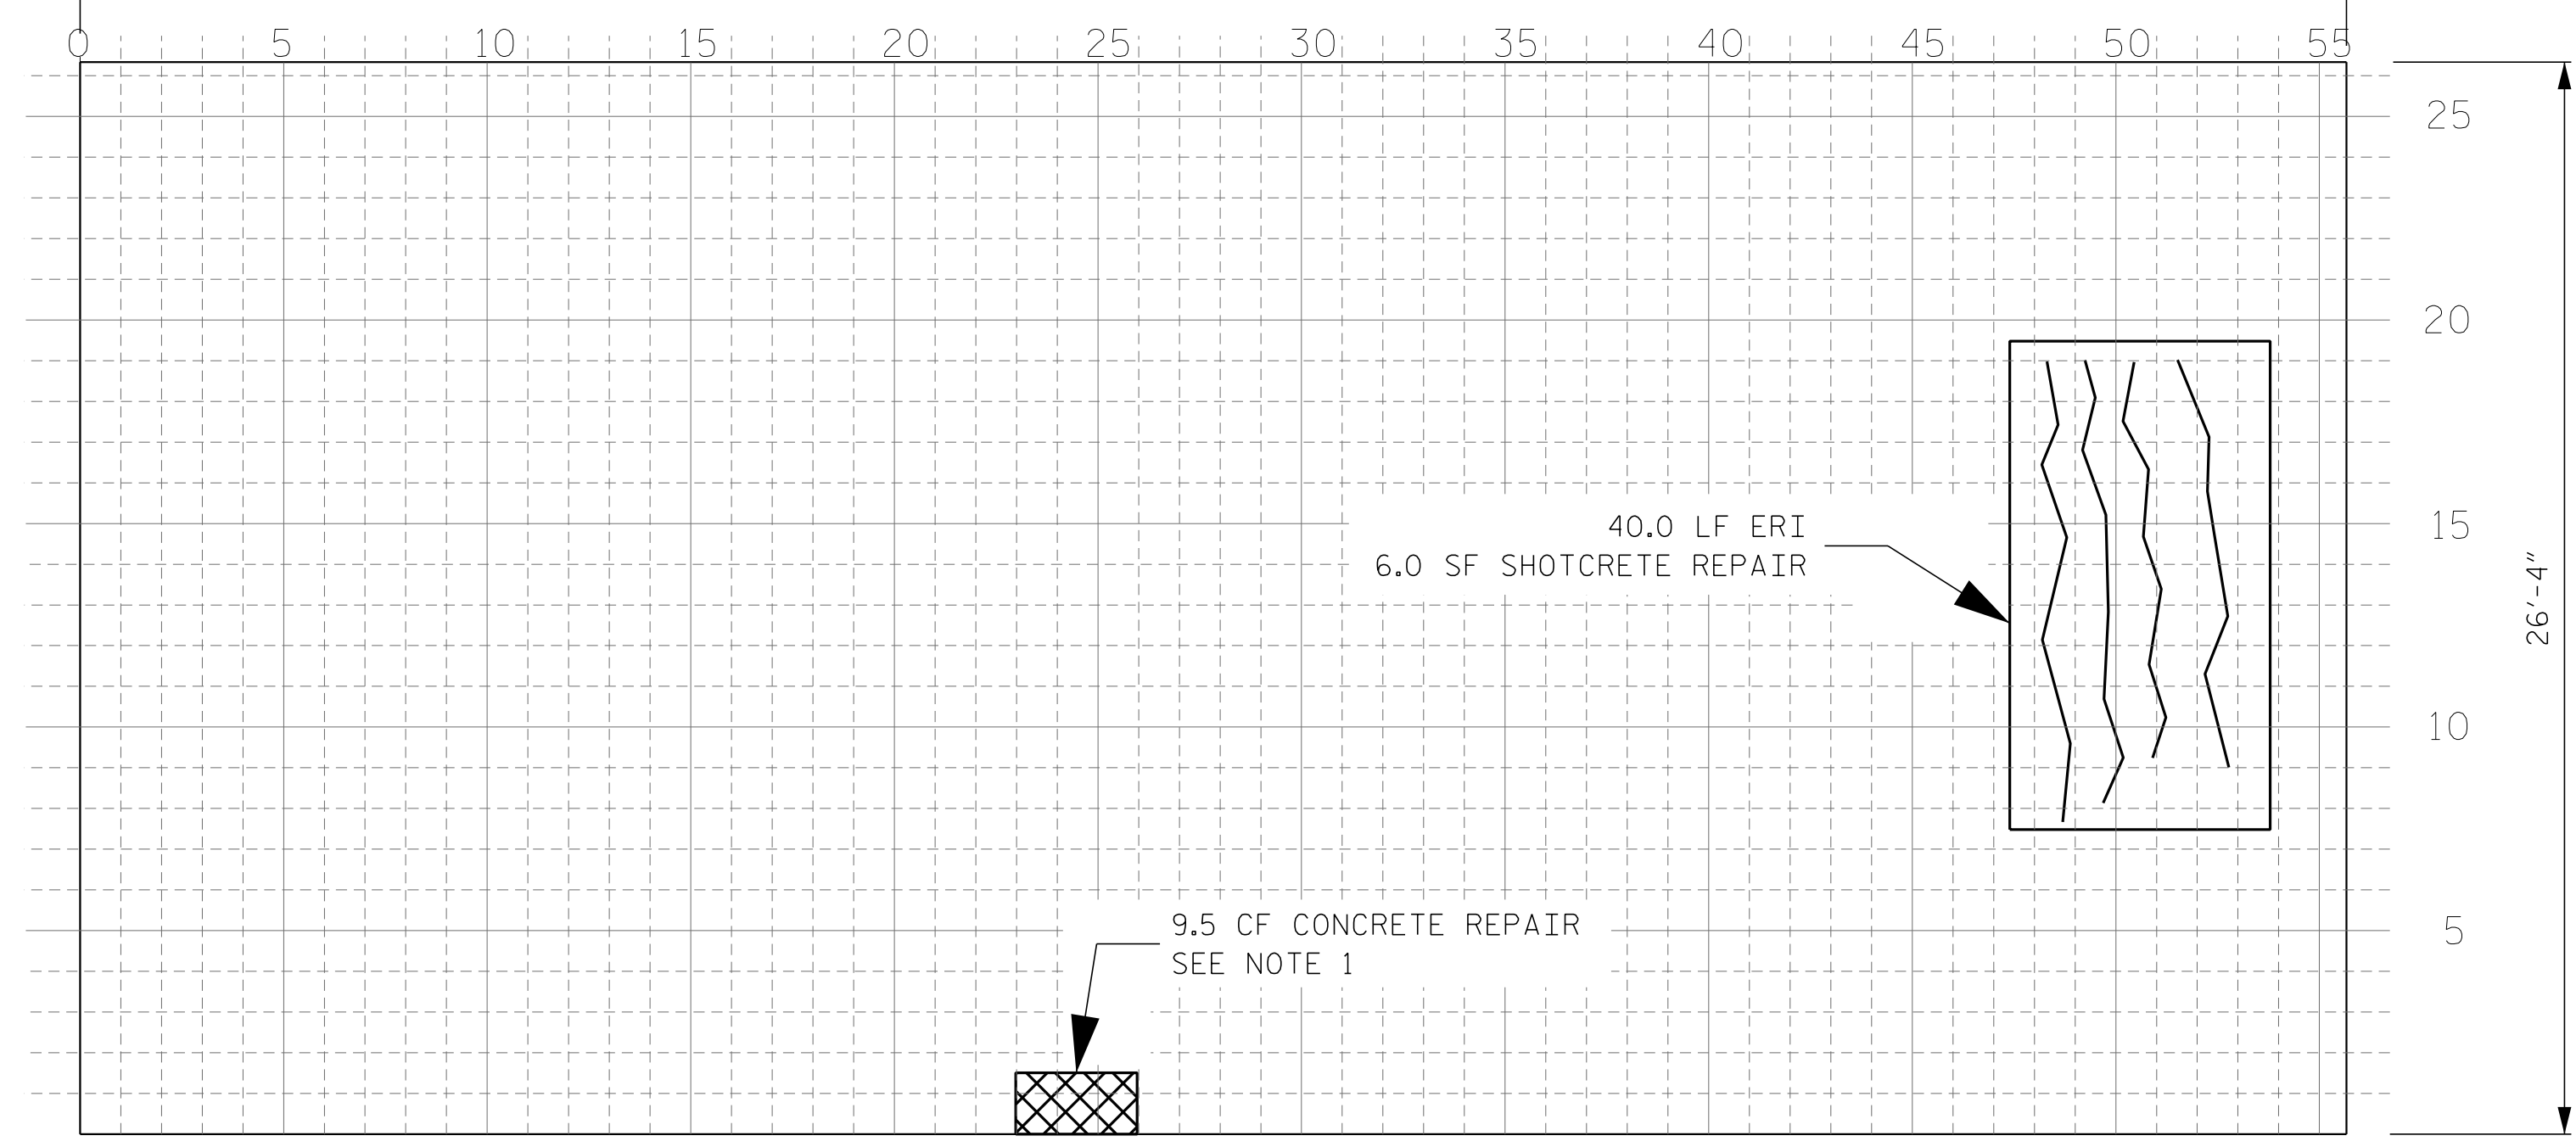 0 5 10 15 20 25 30 35 40 45 50 55
25
20
15
10
5
26'-4"
40.0 LF ERI
6.0 SF SHOTCRETE REPAIR
9.5 CF CONCRETE REPAIR
SEE NOTE 1